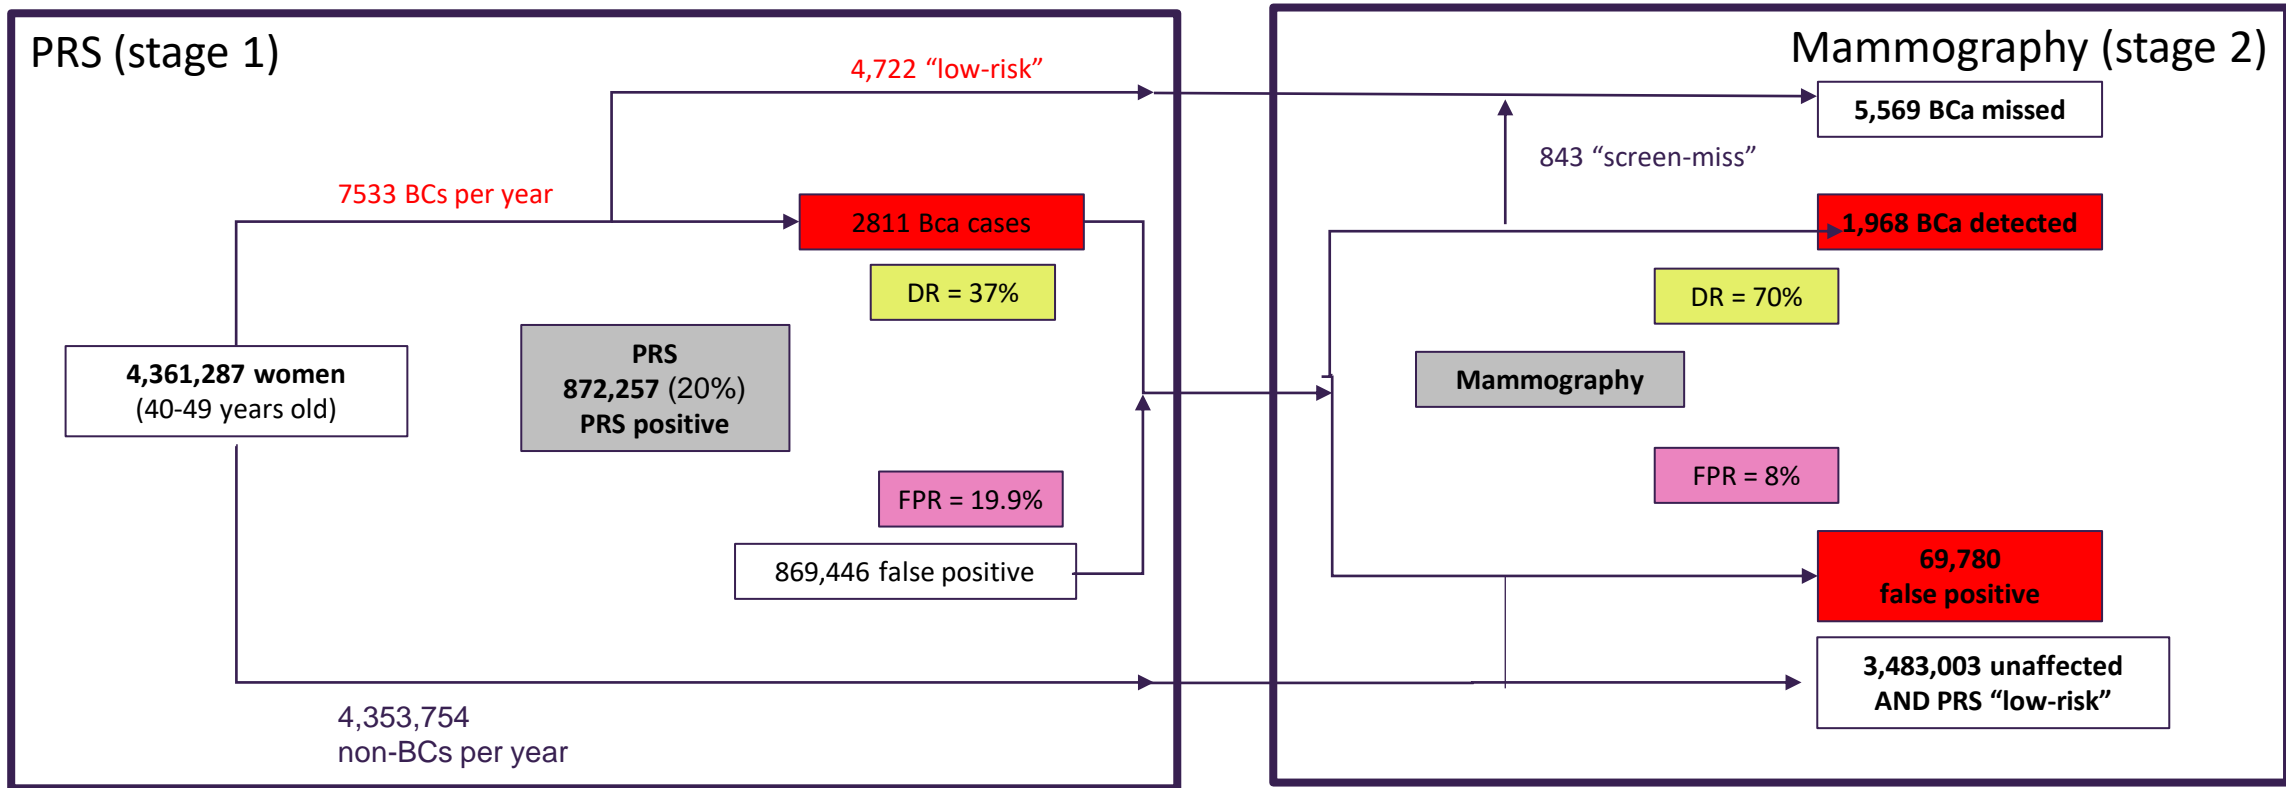 PRS (stage 1)
4,722 “low-risk”
7533 BCs per year
2811 Bca cases
DR = 37%
PRS
872,257 (20%)
PRS positive
4,361,287 women
(40-49 years old)
FPR = 19.9%
869,446 false positive
4,353,754
non-BCs per year
Mammography (stage 2)
5,569 BCa missed
843 “screen-miss”
1,968 BCa detected
DR = 70%
Mammography
FPR = 8%
69,780
false positive
3,483,003 unaffected
AND PRS “low-risk”